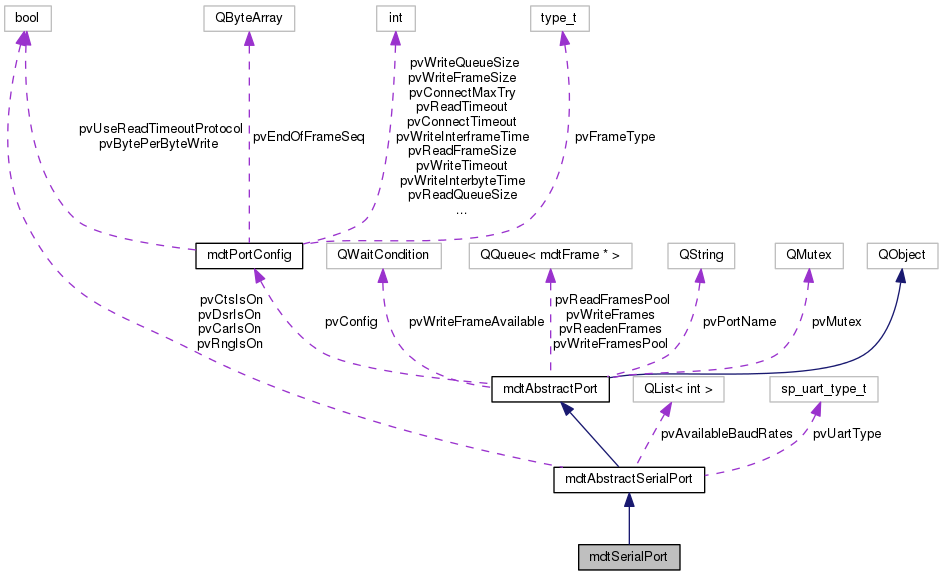 bool
QByteArray
int
type_t
pvWriteQueueSize
pvWriteFrameSize
pvConnectMaxTry
pvReadTimeout
pvConnectTimeout
pvWriteInterframeTime
pvReadFrameSize
pvWriteTimeout
pvWriteInterbyteTime
pvReadQueueSize
...
pvUseReadTimeoutProtocol
pvBytePerByteWrite
pvEndOfFrameSeq
pvFrameType
mdtPortConfig
QWaitCondition
QQueue< mdtFrame * >
QString
QMutex
QObject
pvCtsIsOn
pvDsrIsOn
pvCarIsOn
pvRngIsOn
pvConfig
pvWriteFrameAvailable
pvReadFramesPool
pvWriteFrames
pvReadenFrames
pvWriteFramesPool
pvPortName
pvMutex
mdtAbstractPort
QList< int >
sp_uart_type_t
pvAvailableBaudRates
pvUartType
mdtAbstractSerialPort
mdtSerialPort